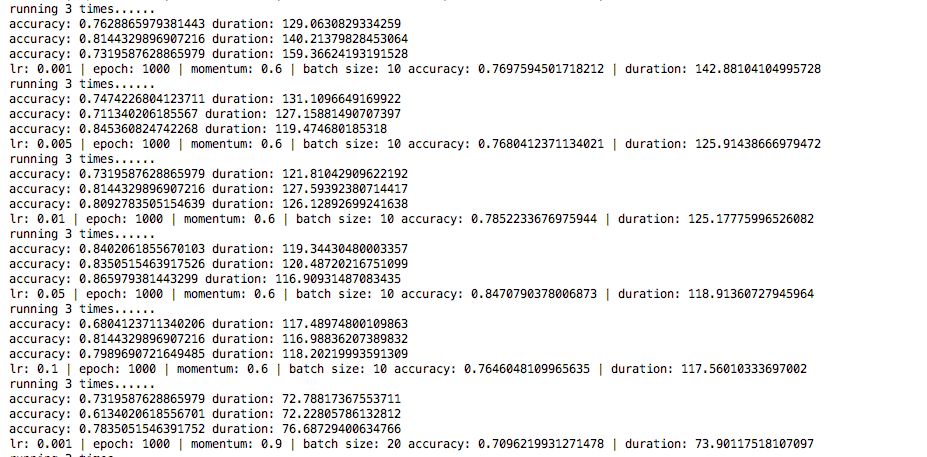 running 3 times......
accuracy: 0.7628865979381443 duration: 129.0630829334259
accuracy: 0.8144329896907216 duration: 140.21379828453064
accuracy: 0.7319587628865979 duration: 159.36624193191528
lr: 0.001 | epoch: 1000 | momentum: 0.6 | batch size: 10 accuracy: 0.7697594501718212 | duration: 142.88104104995728
running 3 times......
accuracy: 0.7474226804123711 duration: 131.1096649169922
accuracy: 0.711340206185567 duration: 127.15881490707397
accuracy: 0.845360824742268 duration: 119.474680185318
lr: 0.005 | epoch: 1000 | momentum: 0.6 | batch size: 10 accuracy: 0.7680412371134021 | duration: 125.91438666979472
running 3 times......
accuracy: 0.7319587628865979 duration: 121.81042909622192
accuracy: 0.8144329896907216 duration: 127.59392380714417
accuracy: 0.8092783505154639 duration: 126.12892699241638
lr: 0.01 | epoch: 1000 | momentum: 0.6 | batch size: 10 accuracy: 0.7852233676975944 | duration: 125.17775996526082
running 3 times......
accuracy: 0.8402061855670103 duration: 119.34430480003357
accuracy: 0.8350515463917526 duration: 120.48720216751099
accuracy: 0.865979381443299 duration: 116.90931487083435
lr: 0.05 | epoch: 1000 | momentum: 0.6 | batch size: 10 accuracy: 0.8470790378006873 | duration: 118.91360727945964
running 3 times......
accuracy: 0.6804123711340206 duration: 117.48974800109863
accuracy: 0.8144329896907216 duration: 116.98836207389832
accuracy: 0.7989690721649485 duration: 118.20219993591309
lr: 0.1 | epoch: 1000 | momentum: 0.6 | batch size: 10 accuracy: 0.7646048109965635 | duration: 117.56010333697002
running 3 times......
accuracy: 0.7319587628865979 duration: 72.78817367553711
accuracy: 0.6134020618556701 duration: 72.22805786132812
accuracy: 0.7835051546391752 duration: 76.68729400634766
lr: 0.001 | epoch: 1000 | momentum: 0.9 | batch size: 20 accuracy: 0.7096219931271478 | duration: 73.90117518107097